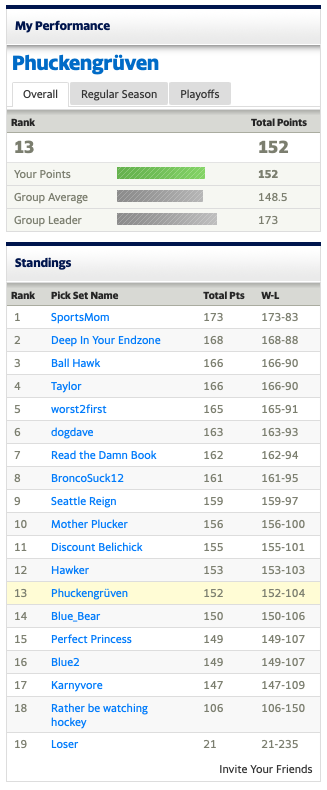 My Performance
Phuckengrüven
Overall Regular Season Playoffs
Rank Total Points
13 152
Your Points 152
Group Average 148.5
Group Leader 173
Standings
Rank Pick Set Name Total Pts W-L
1 SportsMom 173 173-83
2 Deep In Your Endzone 168 168-88
3 Ball Hawk 166 166-90
4 Taylor 166 166-90
5 worst2first 165 165-91
6 dogdave 163 163-93
7 Read the Damn Book 162 162-94
8 BroncoSuck12 161 161-95
9 Seattle Reign 159 159-97
10 Mother Plucker 156 156-100
11 Discount Belichick 155 155-101
12 Hawker 153 153-103
13 Phuckengrüven 152 152-104
14 Blue_Bear 150 150-106
15 Perfect Princess 149 149-107
16 Blue2 149 149-107
17 Karnyvore 147 147-109
18 Rather be watching 106 106-150
hockey
19 Loser 21 21-235
Invite Your Friends